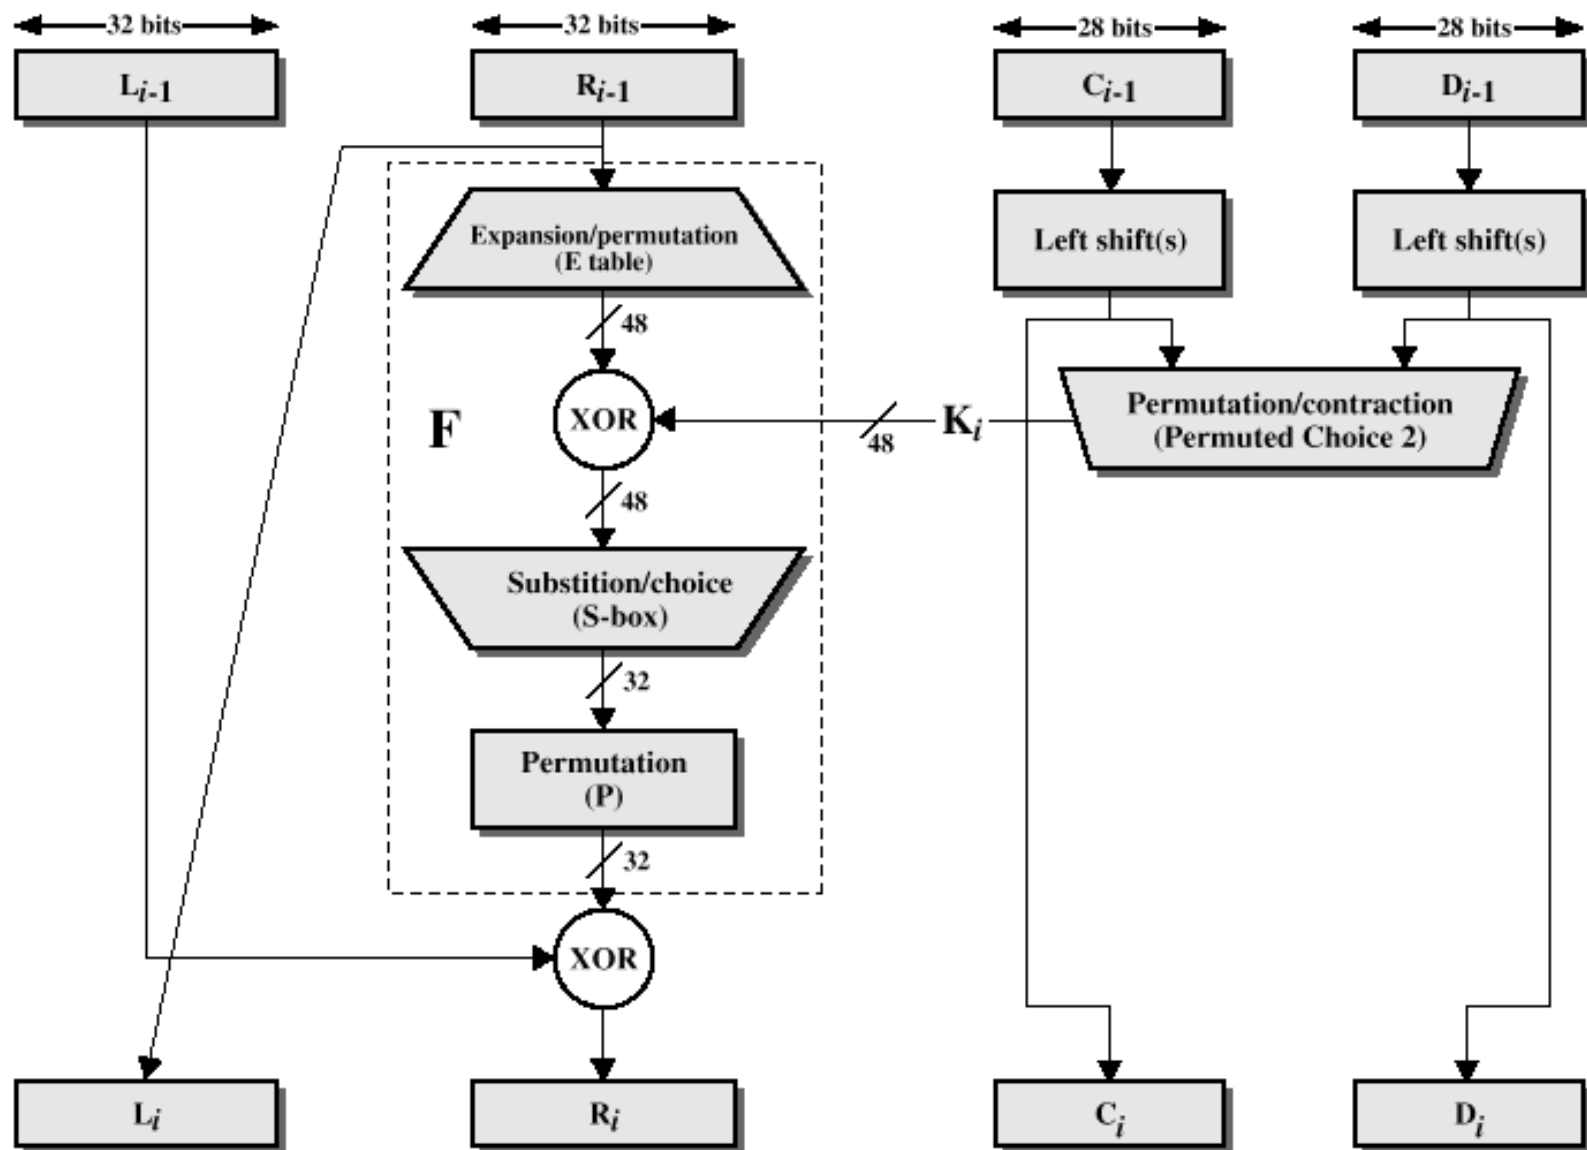 32 bits
32 bits
28 bits
28 bits
Li-1
Ri-1
Ci-1
Di-1
Expansion/permutation
(E table)
Left shift(s)
Left shift(s)
48
F
XOR
48
Ki
Permutation/contraction
(Permuted Choice 2)
48
Substition/choice
(S-box)
32
Permutation
(P)
32
XOR
Li
Ri
Ci
Di